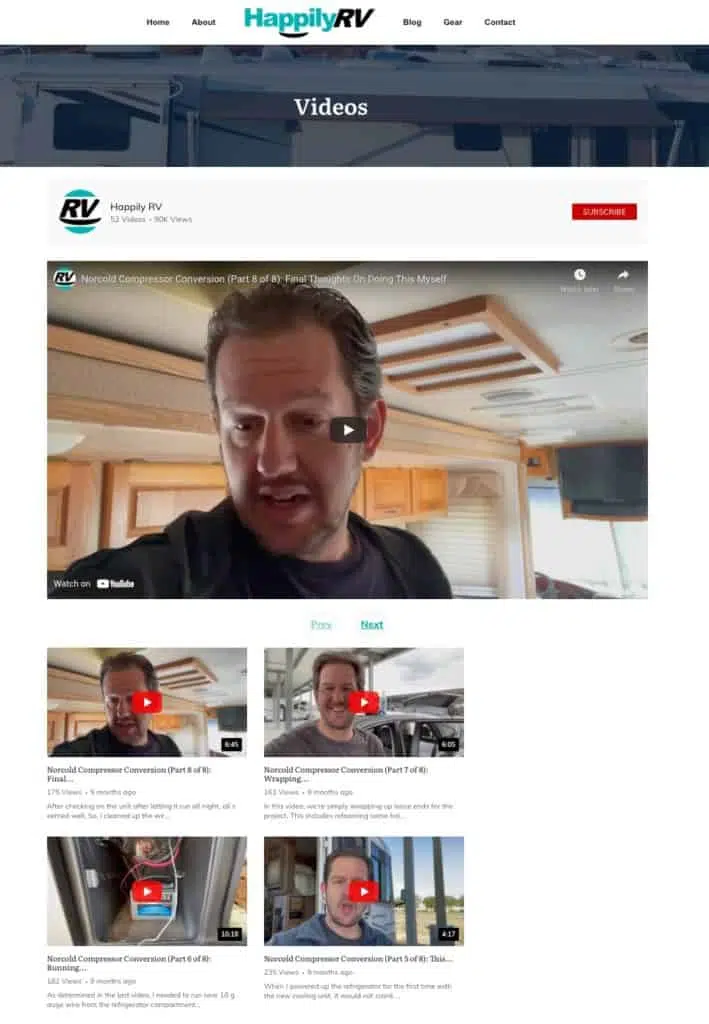 Home
About
HappilyRV
Blog
Gear
Contact
Videos
RV
Happily RV
52 Videos • 90K Views
SUBSCRIBE
RV
Norcold Compressor Conversion (Part 8 of 8): Final Thoughts On Doing This Myself
Watch later
Share
Watch on YouTube
Prev
Next
6:45
6:05
Norcold Compressor Conversion (Part 8 of 8):
Final...
175 Views • 9 months ago
After checking on the unit after letting it run all night, all s
eemed well. So, I cleaned up the wir...
Norcold Compressor Conversion (Part 7 of 8):
Wrapping...
161 Views • 9 months ago
In this video, we're simply wrapping up loose ends for the
project. This includes refoaming some hol...
10:18
4:17
Norcold Compressor Conversion (Part 6 of 8):
Running...
182 Views • 9 months ago
As determined in the last video, I needed to run new 10 g
auge wire from the refrigerator compartment...
Norcold Compressor Conversion (Part 5 of 8): This...
235 Views • 9 months ago
When I powered up the refrigerator for the first time with
the new cooling unit, it would not crank...